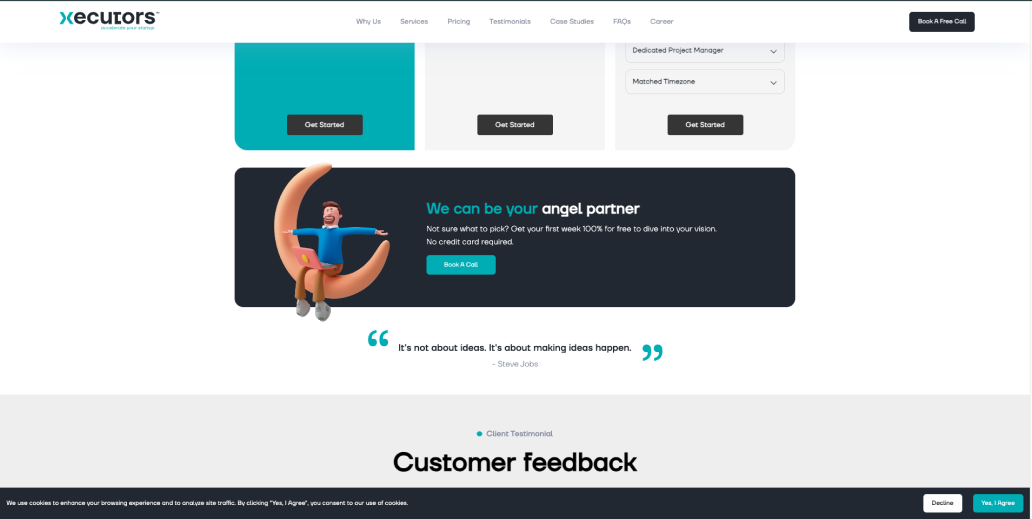 xecutors™
accelerate your startup
Why Us
Services
Pricing
Testimonials
Case Studies
FAQs
Career
Book A Free Call
Dedicated Project Manager
Matched Timezone
Get Started
Get Started
Get Started
We can be your angel partner
Not sure what to pick? Get your first week 100% for free to dive into your vision.
No credit card required.
Book A Call
“
It's not about ideas. It's about making ideas happen.
”
- Steve Jobs
Client Testimonial
Customer feedback
We use cookies to enhance your browsing experience and to analyze site traffic. By clicking "Yes, I Agree", you consent to our use of cookies.
Decline
Yes, I Agree